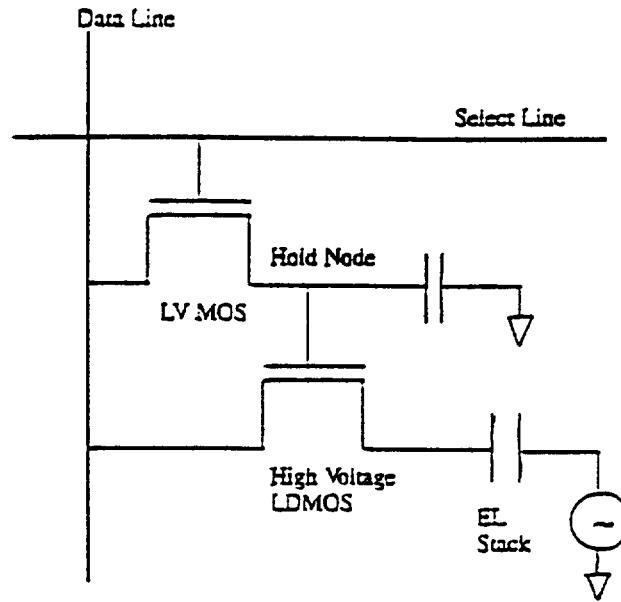 Data Line
Select Line
Hold Node
LV MOS
High Voltage
LDMOS
EL
Stack
~